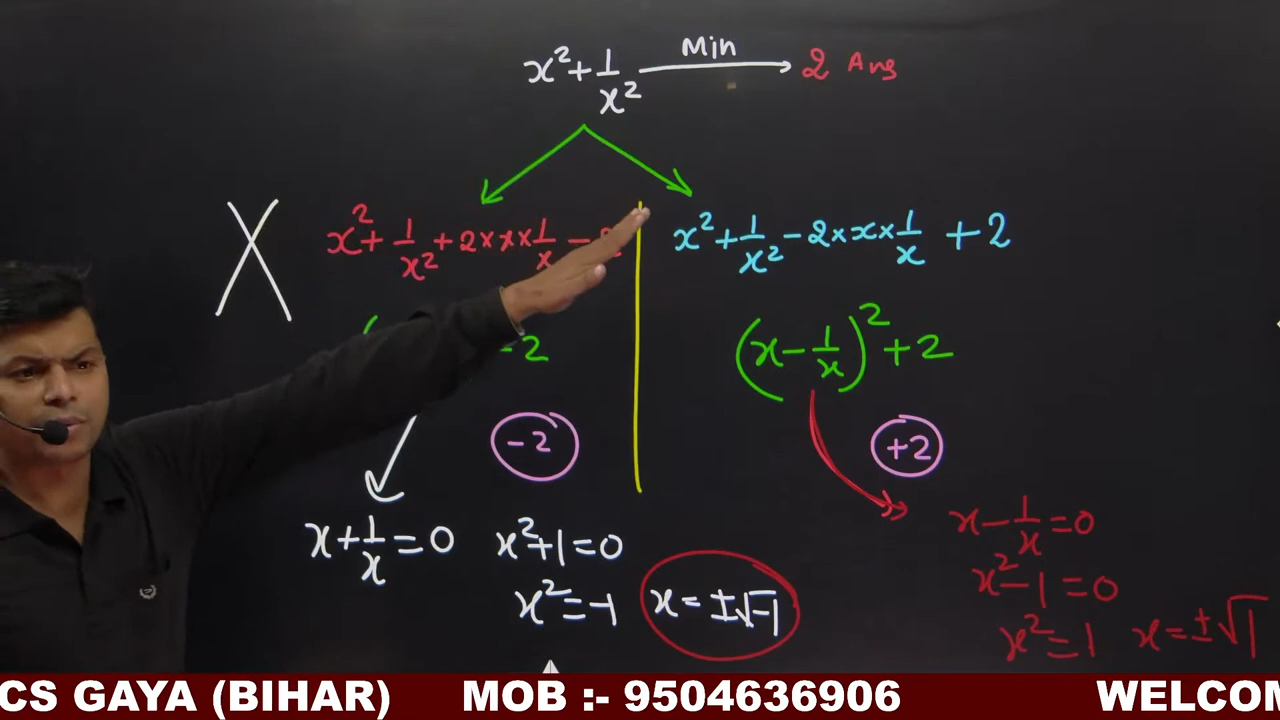 x²+1/x² Min → 2 Ans
X
x²+1/x²+2×x×1/x –
( -2
-2
x+1/x=0
x²+1=0
x²=-1
x=±√-1
x²+1/x²-2×x×1/x +2
(x-1/x)²+2
+2
x-1/x=0
x²-1=0
x²=1
x=±√1
CS GAYA (BIHAR) MOB :- 9504636906 WELCOM